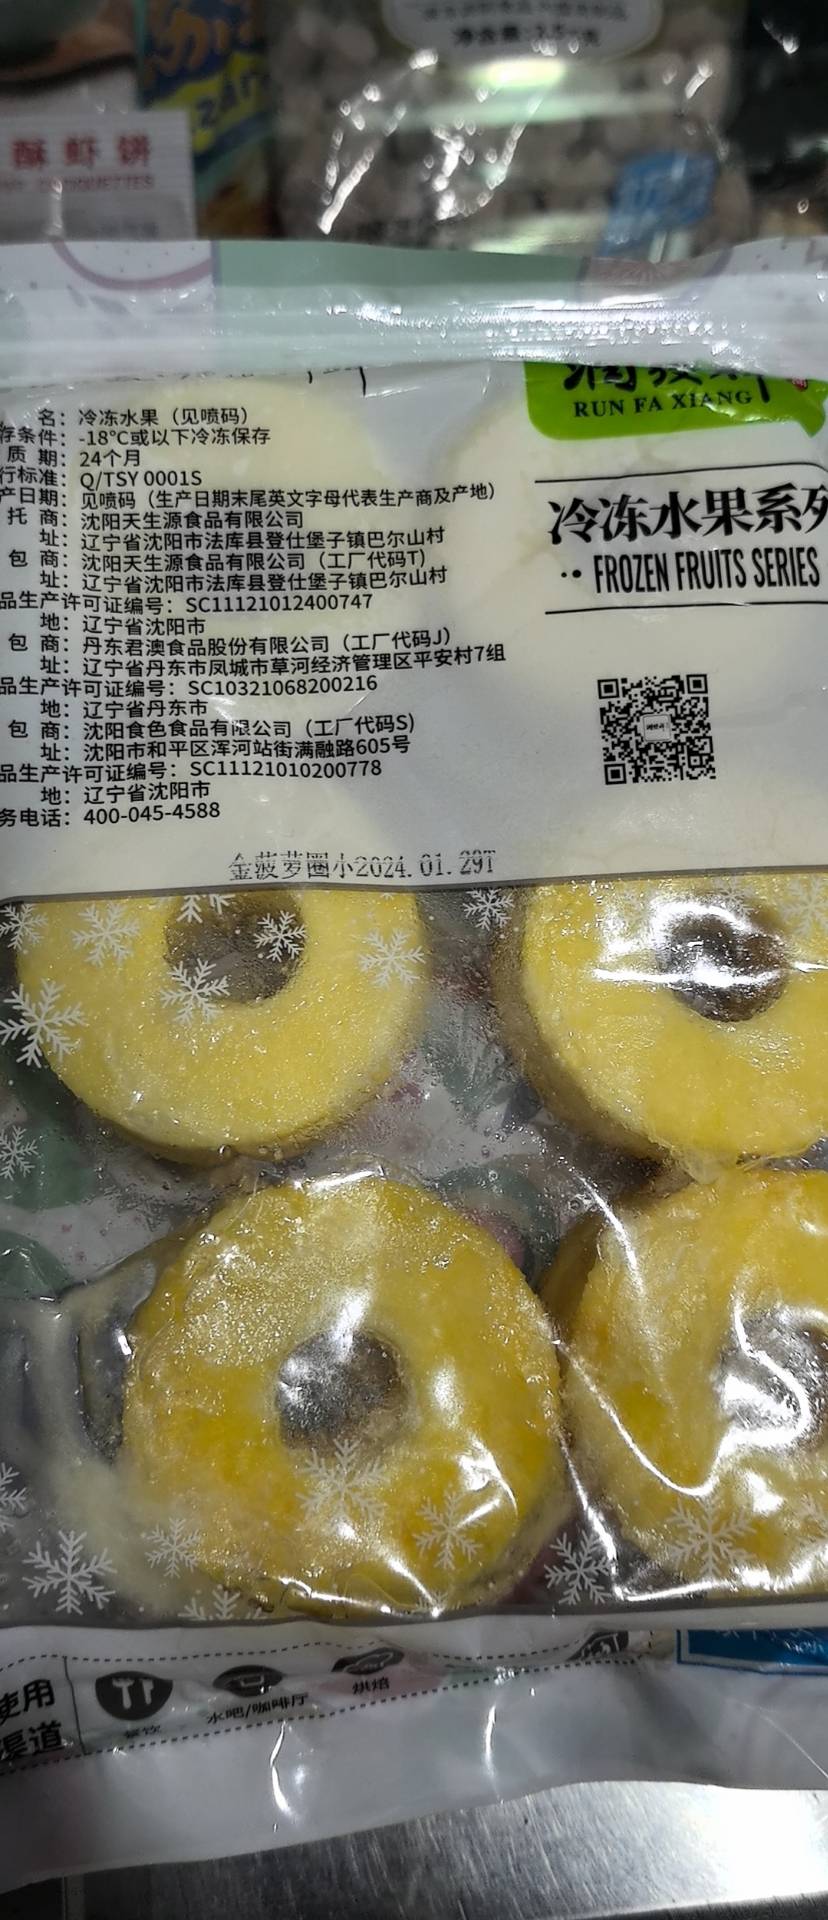 净含量:2.5千克
酥虾饼
RUN FA XIANG
名：冷冻水果（见喷码）
存条件：-18℃或以下冷冻保存
质 期：24个月
行标准：Q/TSY 0001S
产日期：见喷码（生产日期末尾英文字母代表生产商及产地）
托 商：沈阳天生源食品有限公司
址：辽宁省沈阳市法库县登仕堡子镇巴尔山村
包 商：沈阳天生源食品有限公司（工厂代码T）
址：辽宁省沈阳市法库县登仕堡子镇巴尔山村
品生产许可证编号：SC11121012400747
地：辽宁省沈阳市
包 商：丹东君澳食品股份有限公司（工厂代码J）
址：辽宁省丹东市凤城市草河经济管理区平安村7组
品生产许可证编号：SC10321068200216
地：辽宁省丹东市
包 商：沈阳食色食品有限公司（工厂代码S）
址：沈阳市和平区浑河站街满融路605号
品生产许可证编号：SC11121010200778
地：辽宁省沈阳市
务电话：400-045-4588
冷冻水果系列
FROZEN FRUITS SERIES
金菠萝圈小2024.01.29T
使用
渠道
餐饮
水吧/咖啡厅
烘焙